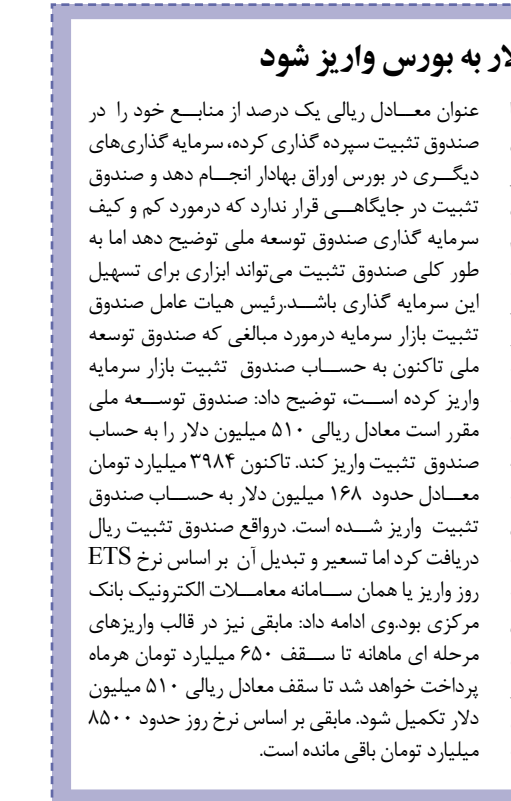 به بورس واریز شود
عنوان معادل ریالی یک درصد از منابع خود را در
صندوق تثبیت سپرده گذاری کرده، سرمایه گذاری‌های
دیگری در بورس اوراق بهادار انجام دهد و صندوق
تثبیت در جایگاهی قرار ندارد که درمورد کم و کیف
سرمایه گذاری صندوق توسعه ملی توضیح دهد اما به
طور کلی صندوق تثبیت می‌تواند ابزاری برای تسهیل
این سرمایه گذاری باشد.رئیس هیات عامل صندوق
تثبیت بازار سرمایه درمورد مبالغی که صندوق توسعه
ملی تاکنون به حساب صندوق تثبیت بازار سرمایه
واریز کرده است، توضیح داد: صندوق توسعه ملی
مقرر است معادل ریالی ۵۱۰ میلیون دلار را به حساب
صندوق تثبیت واریز کند. تاکنون ۳۹۸۴ میلیارد تومان
معادل حدود ۱۶۸ میلیون دلار به حساب صندوق
تثبیت واریز شده است. درواقع صندوق تثبیت ریال
دریافت کرد اما تسعیر و تبدیل آن بر اساس نرخ ETS
روز واریز یا همان سامانه معاملات الکترونیک بانک
مرکزی بود.وی ادامه داد: مابقی نیز در قالب واریزهای
مرحله ای ماهانه تا سقف ۶۵۰ میلیارد تومان هرماه
پرداخت خواهد شد تا سقف معادل ریالی ۵۱۰ میلیون
دلار تکمیل شود. مابقی بر اساس نرخ روز حدود ۸۵۰۰
میلیارد تومان باقی مانده است.